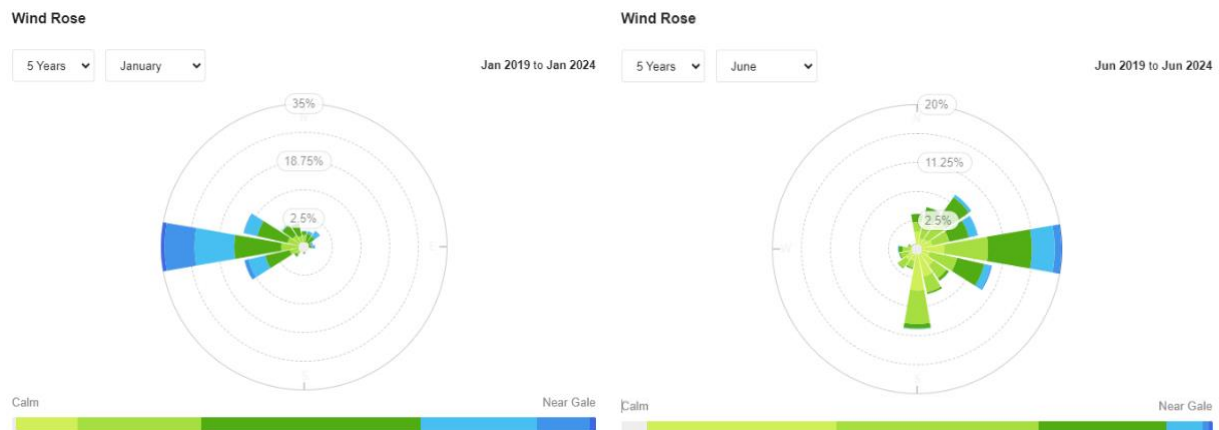 Wind Rose
5 Years January Jan 2019 to Jan 2024
35%
18.75%
2.5%
S
Calm Near Gale
Wind Rose
5 Years June Jun 2019 to Jun 2024
20%
11.25%
2.5%
Calm Near Gale